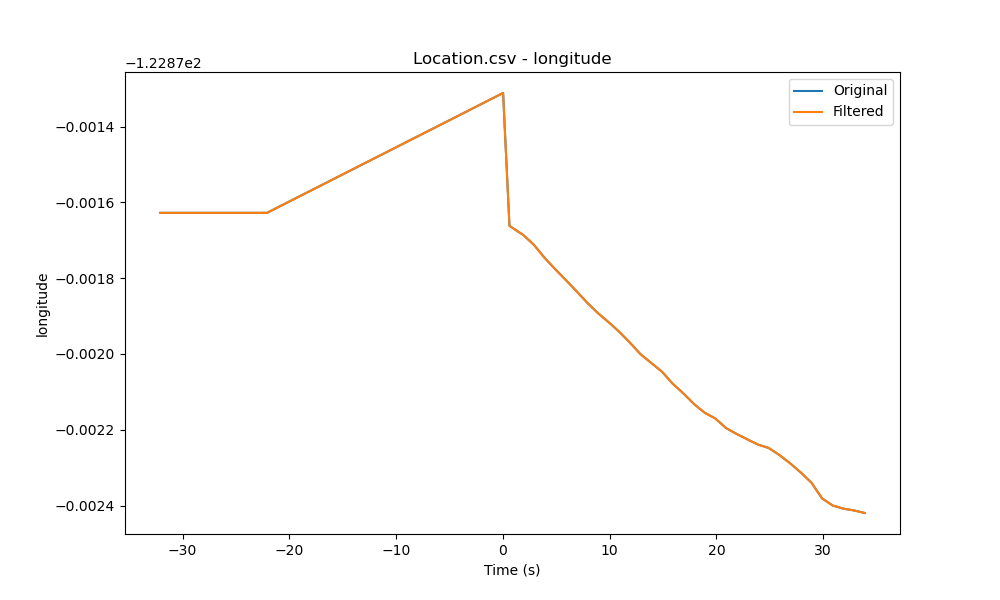 Location.csv - longitude
−1.2287e2
Original
Filtered
−0.0014
−0.0016
−0.0018
−0.0020
−0.0022
−0.0024
longitude
−30
−20
−10
0
10
20
30
Time (s)